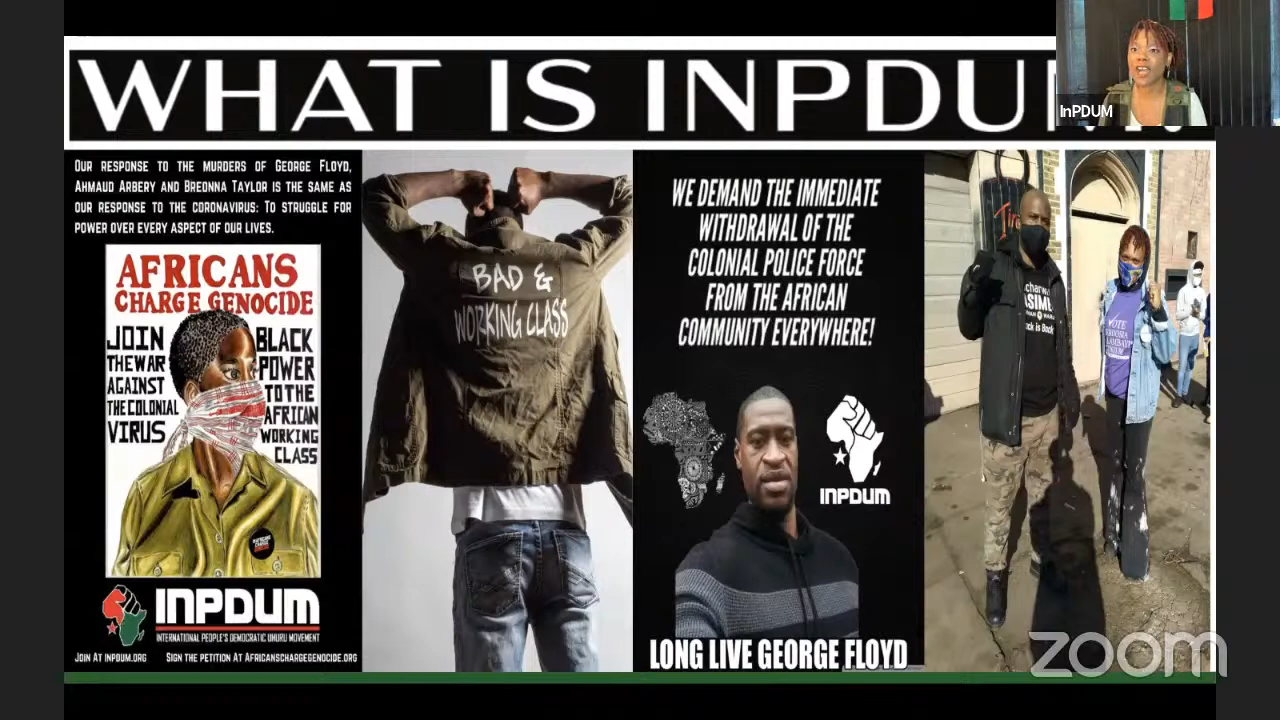 WHAT IS INPDUM
InPDUM
OUR RESPONSE TO THE MURDERS OF GEORGE FLOYD,
AHMAUD ARBERY AND BREONNA TAYLOR IS THE SAME AS
OUR RESPONSE TO THE CORONAVIRUS: TO STRUGGLE FOR
POWER OVER EVERY ASPECT OF OUR LIVES.
AFRICANS
CHARGE GENOCIDE
JOIN
THE WAR
AGAINST
THE COLONIAL
VIRUS
BLACK
POWER
TO THE
AFRICAN
WORKING
CLASS
INPDUM
INTERNATIONAL PEOPLE'S DEMOCRATIC UHURU MOVEMENT
JOIN AT INPDUM.ORG SIGN THE PETITION AT AFRICANSCHARGEGENOCIDE.ORG
BAD &
WORKING CLASS
WE DEMAND THE IMMEDIATE
WITHDRAWAL OF THE
COLONIAL POLICE FORCE
FROM THE AFRICAN
COMMUNITY EVERYWHERE!
INPDUM
LONG LIVE GEORGE FLOYD
VOTE
zoom